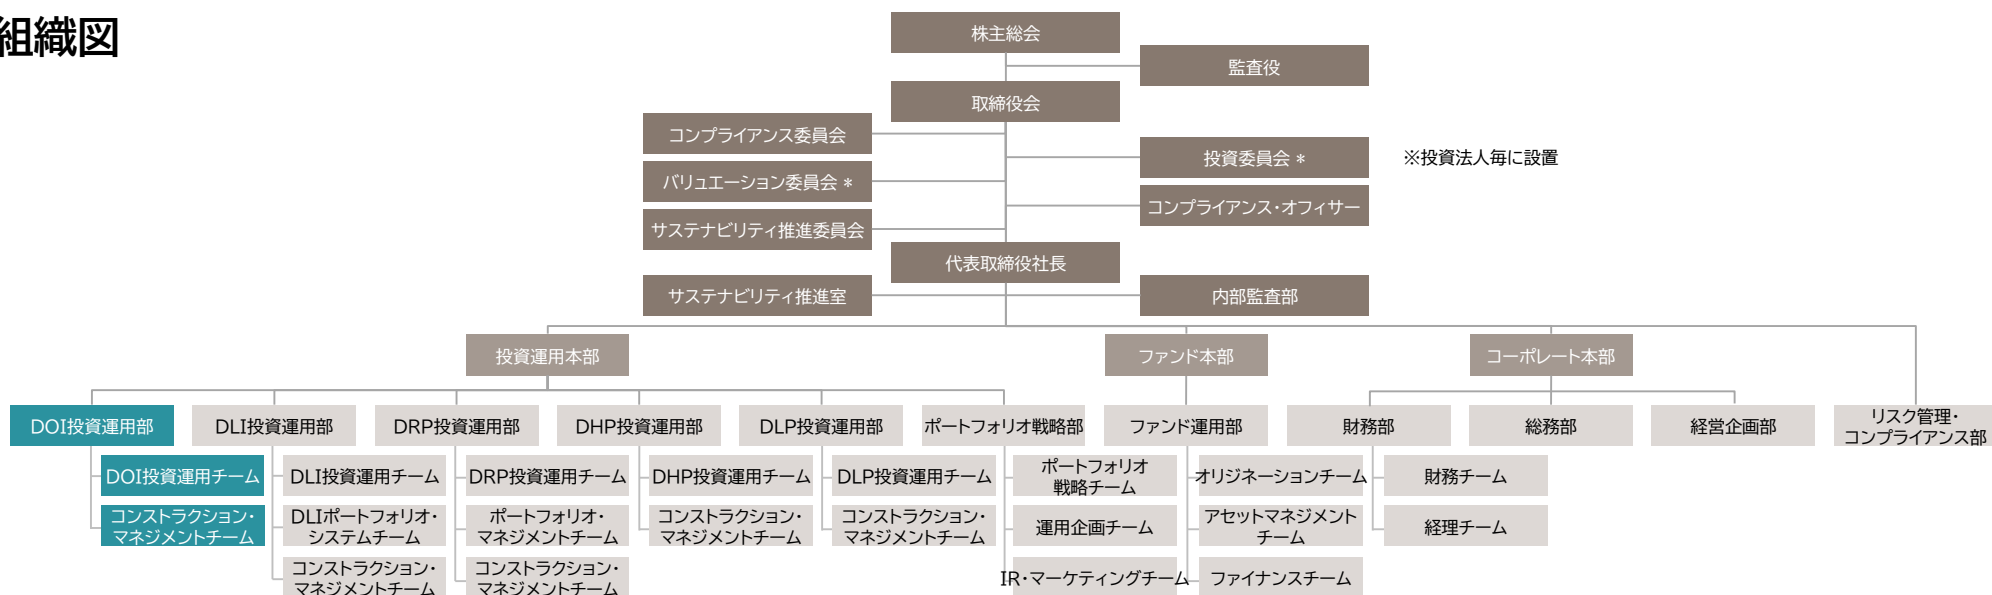 組織図
株主総会
監査役
取締役会
コンプライアンス委員会
投資委員会 *
※投資法人毎に設置
バリュエーション委員会 *
コンプライアンス・オフィサー
サステナビリティ推進委員会
代表取締役社長
サステナビリティ推進室
内部監査部
投資運用本部
ファンド本部
コーポレート本部
DOI投資運用部
DLI投資運用部
DRP投資運用部
DHP投資運用部
DLP投資運用部
ポートフォリオ戦略部
ファンド運用部
財務部
総務部
経営企画部
リスク管理・
コンプライアンス部
DOI投資運用チーム
DLI投資運用チーム
DRP投資運用チーム
DHP投資運用チーム
DLP投資運用チーム
ポートフォリオ
戦略チーム
オリジネーションチーム
財務チーム
コンストラクション・
マネジメントチーム
DLIポートフォリオ・
システムチーム
ポートフォリオ・
マネジメントチーム
コンストラクション・
マネジメントチーム
コンストラクション・
マネジメントチーム
運用企画チーム
アセットマネジメント
チーム
経理チーム
コンストラクション・
マネジメントチーム
コンストラクション・
マネジメントチーム
IR・マーケティングチーム
ファイナンスチーム